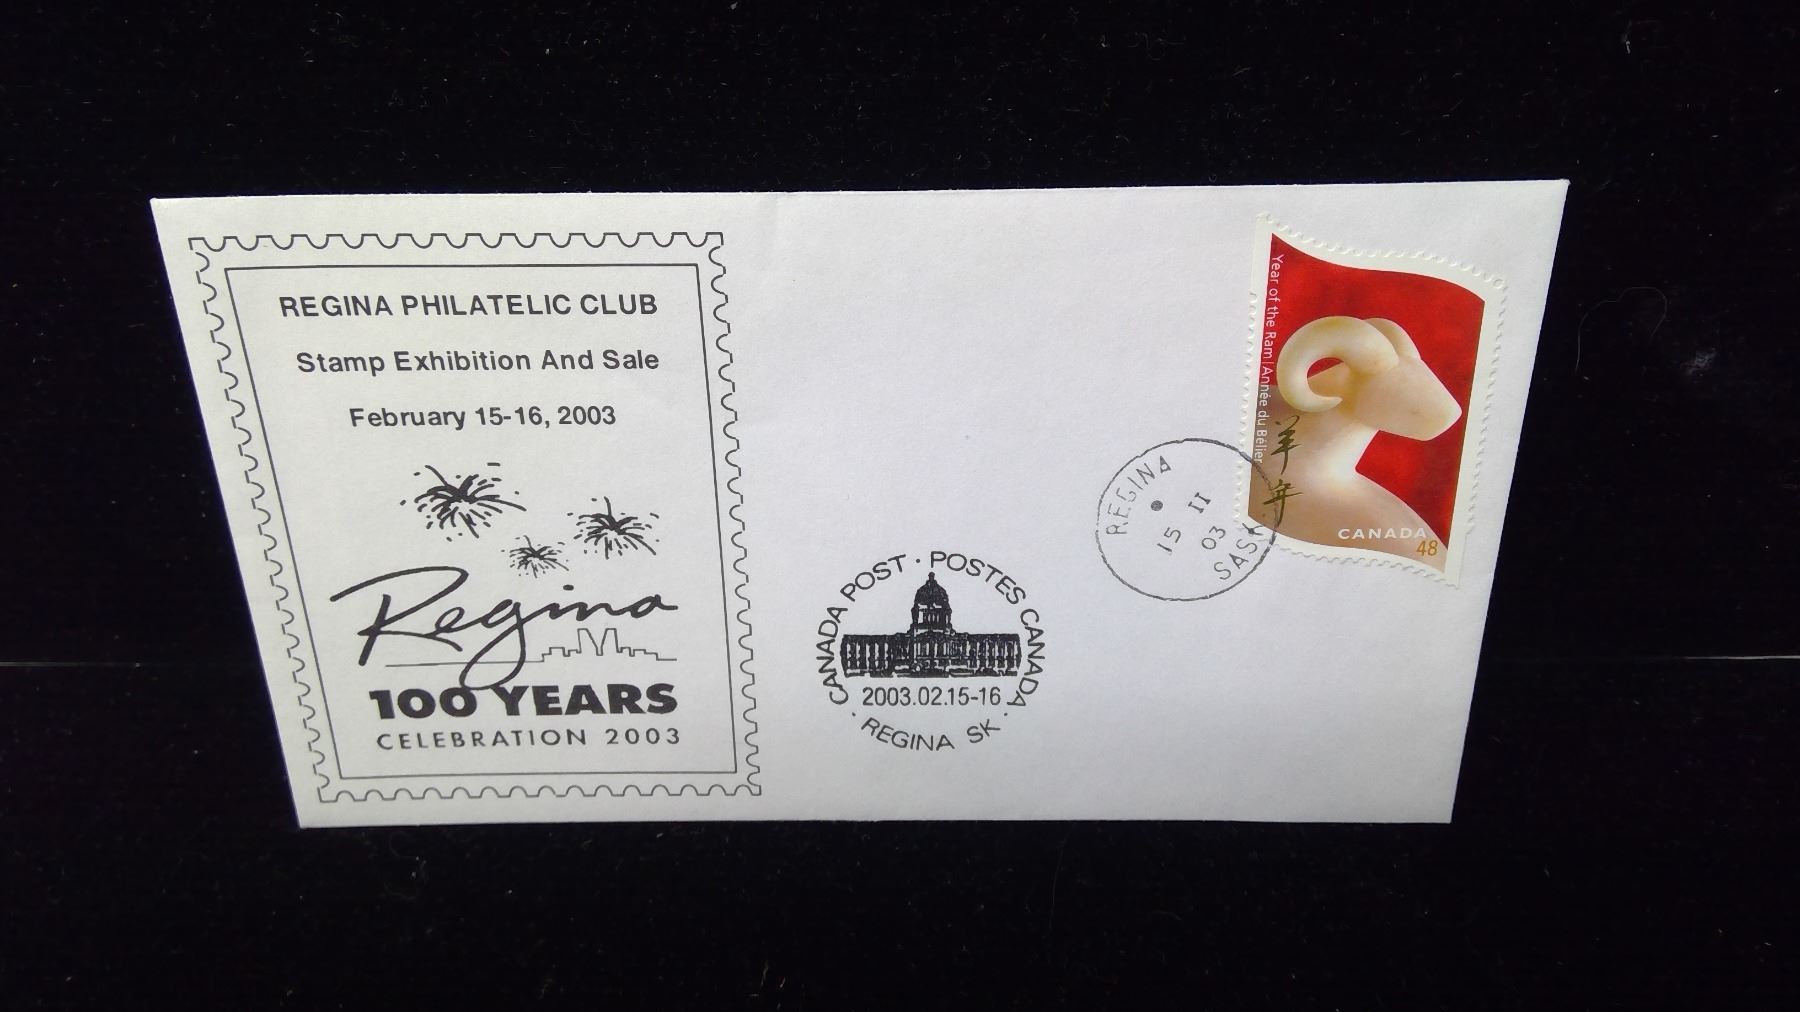 REGINA PHILATELIC CLUB
Stamp Exhibition And Sale
February 15-16, 2003
Regina
100 YEARS
CELEBRATION 2003
CANADA POST · POSTES CANADA
2003.02.15-16
· REGINA SK ·
REGINA
15 II
03
SASK
Year of the Ram | Année du Bélier
羊年
CANADA
48